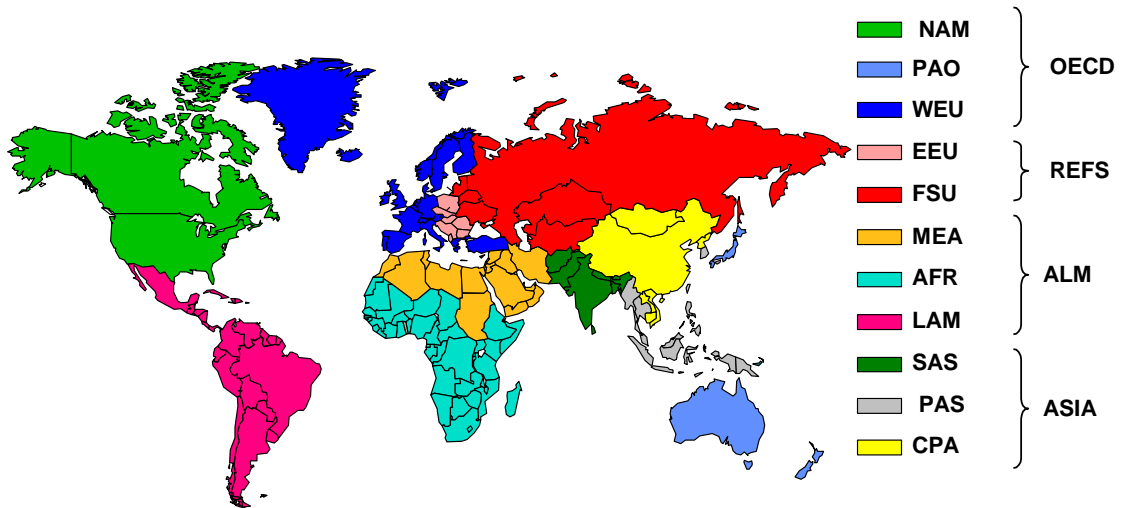 NAM
PAO
WEU
OECD
EEU
FSU
REFS
MEA
AFR
LAM
ALM
SAS
PAS
CPA
ASIA